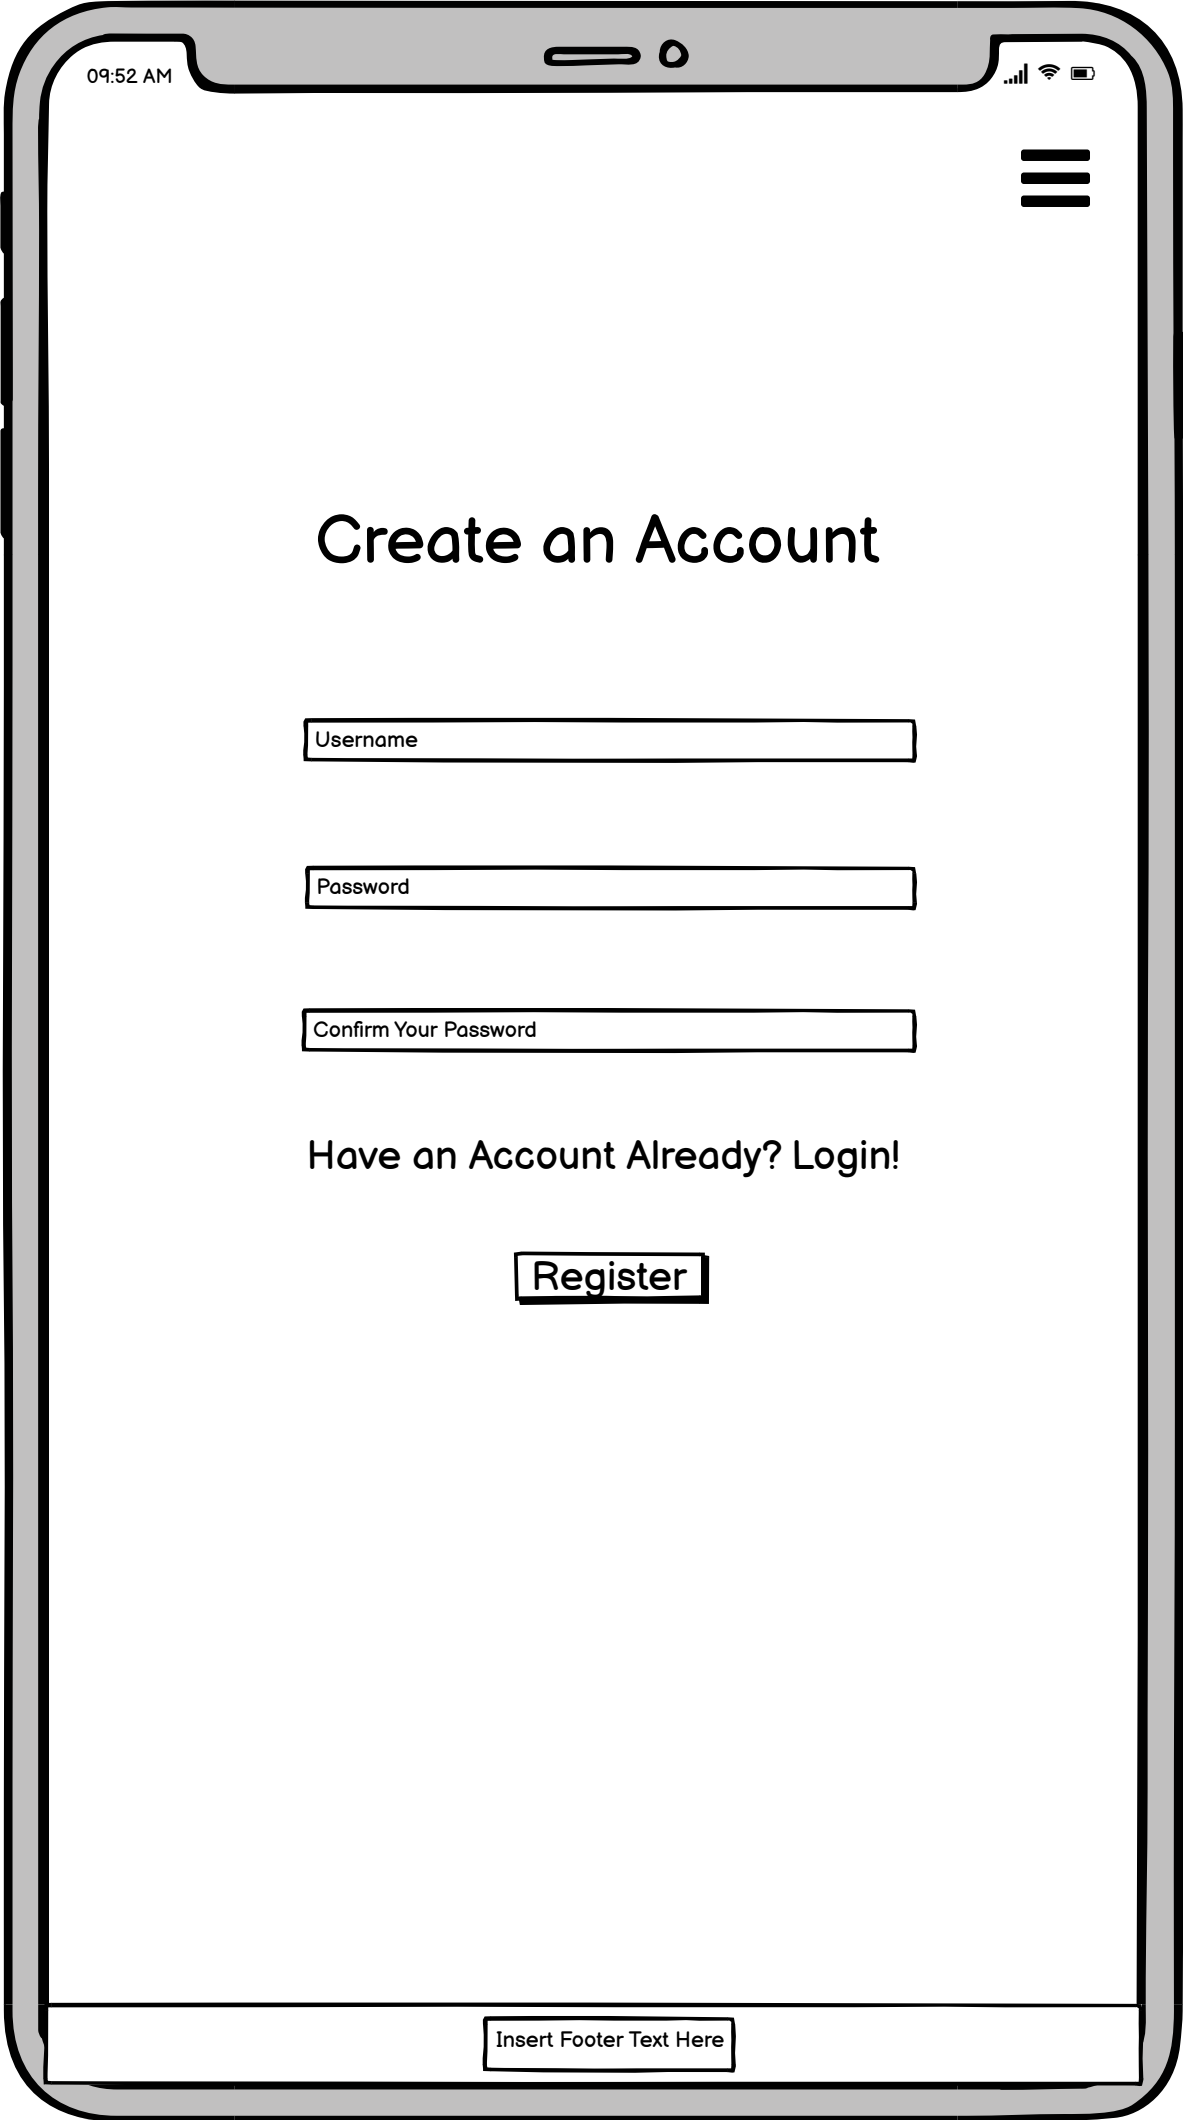 09:52 AM
Create an Account
Username
Password
Confirm Your Password
Have an Account Already? Login!
Register
Insert Footer Text Here